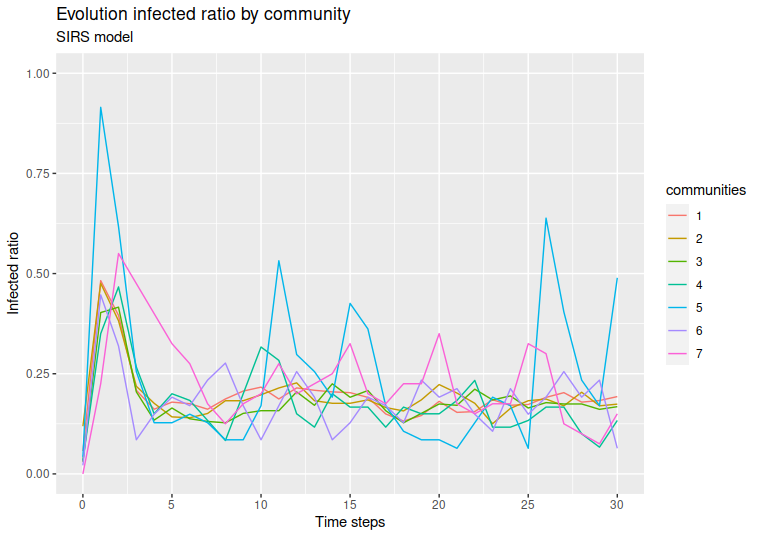 Evolution infected ratio by community
SIRS model
1.00
0.75
0.50
0.25
0.00
Infected ratio
0 5 10 15 20 25 30
Time steps
communities
1
2
3
4
5
6
7